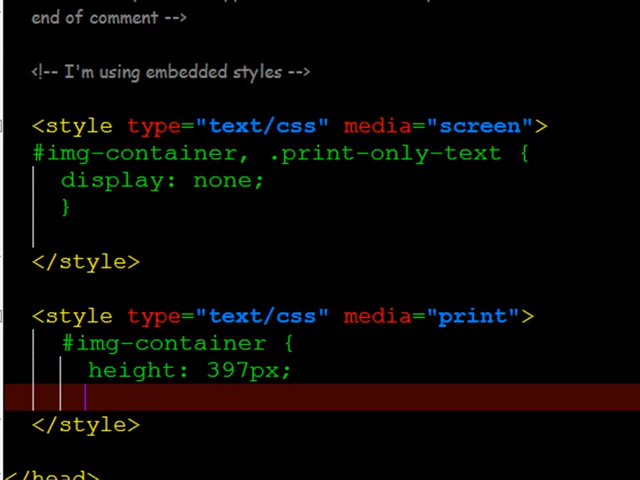 end of comment -->
<!-- I'm using embedded styles -->
<style type="text/css" media="screen">
#img-container, .print-only-text {
display: none;
}
</style>
<style type="text/css" media="print">
#img-container {
height: 397px;
</style>
</head>